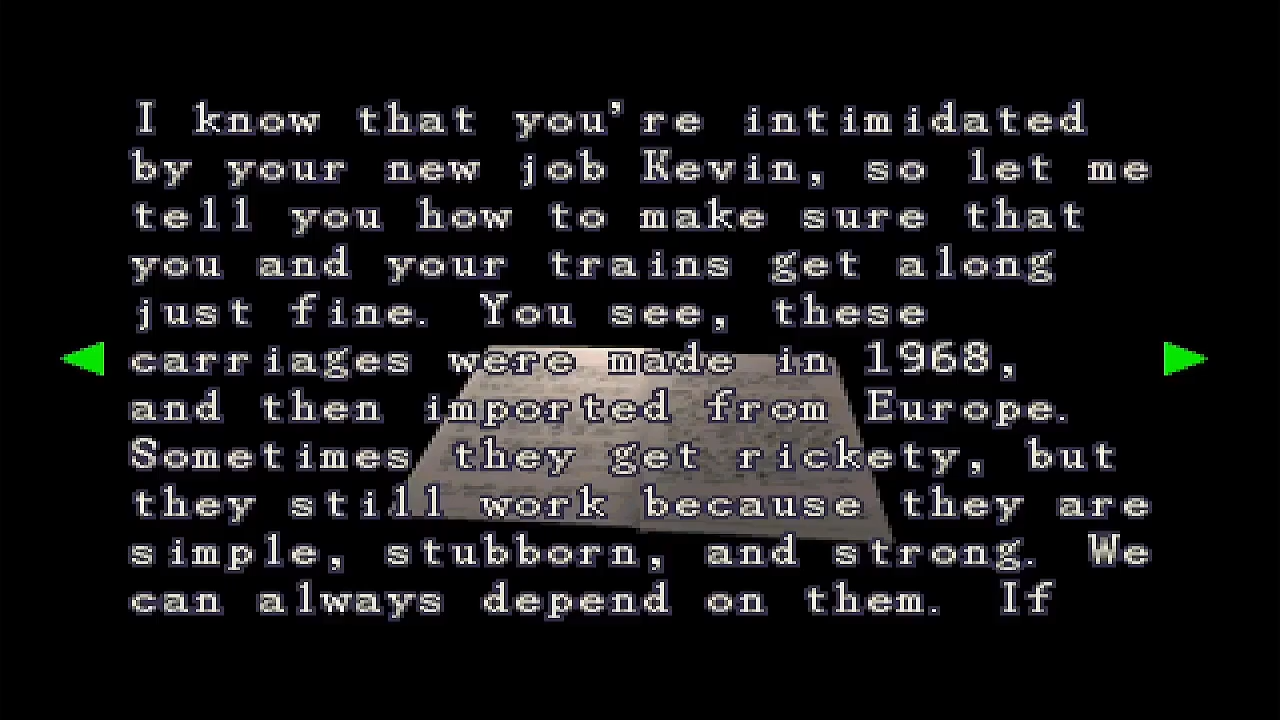 I know that you're intimidated
by your new job Kevin, so let me
tell you how to make sure that
you and your trains get along
just fine. You see, these
carriages were made in 1968,
and then imported from Europe.
Sometimes they get rickety, but
they still work because they are
simple, stubborn, and strong. We
can always depend on them. If